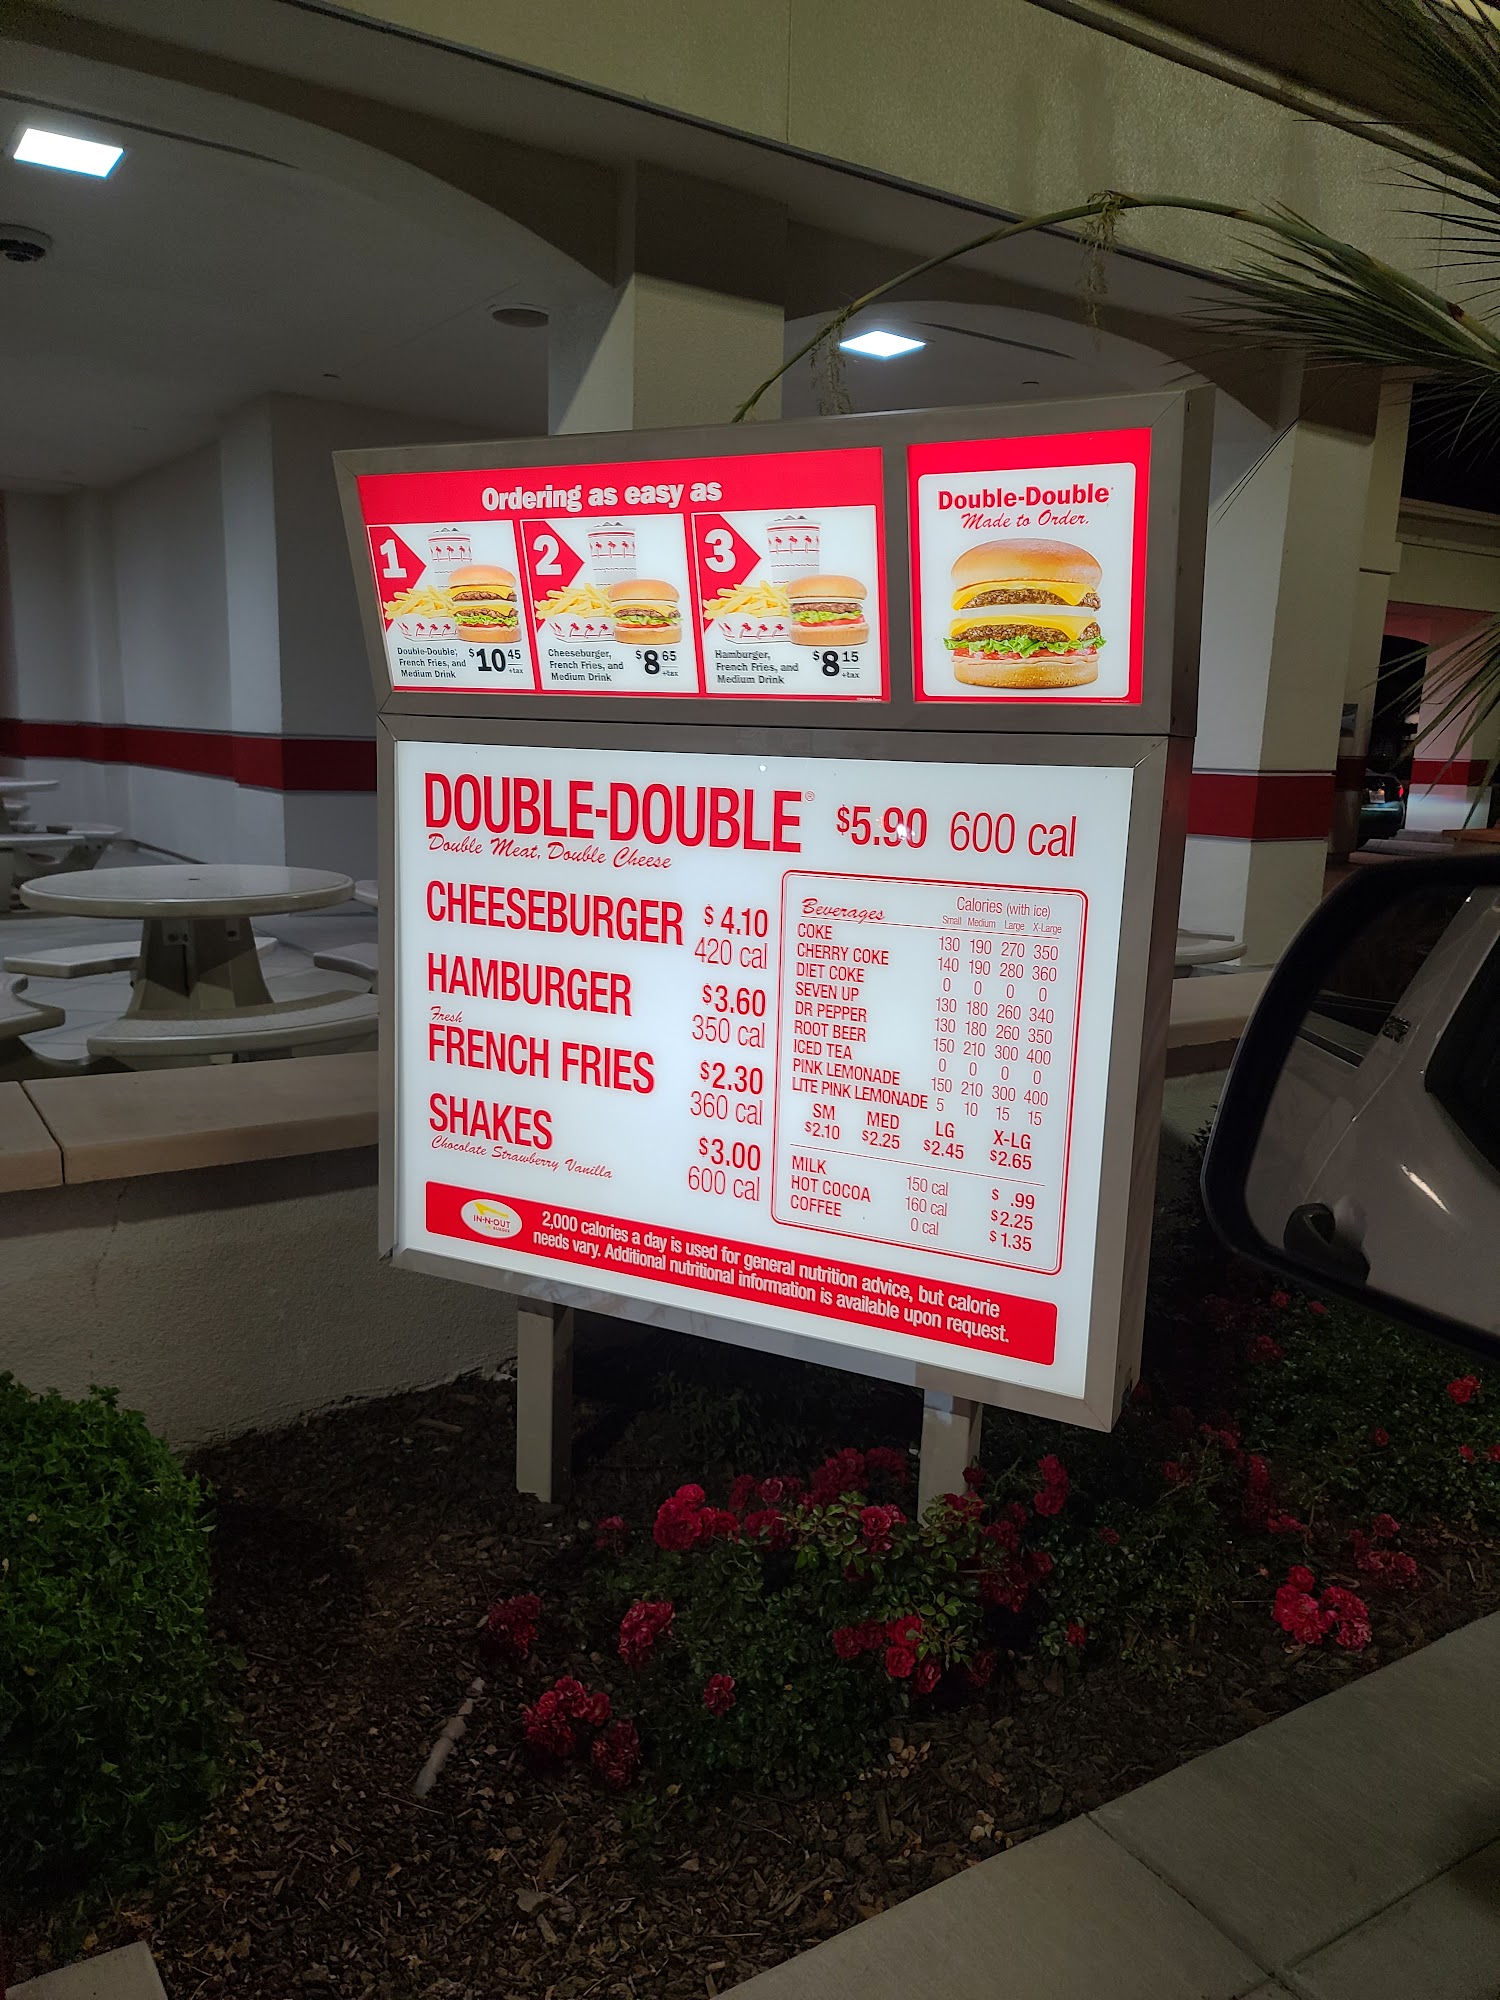 Ordering as easy as
1
Double-Double,
French Fries, and
Medium Drink
$10 45
+tax
2
Cheeseburger,
French Fries, and
Medium Drink
$8 65
+tax
3
Hamburger,
French Fries, and
Medium Drink
$8 15
+tax
Double-Double®
Made to Order.
DOUBLE-DOUBLE® $5.90 600 cal
Double Meat, Double Cheese
CHEESEBURGER $4.10
420 cal
HAMBURGER $3.60
350 cal
Fresh
FRENCH FRIES $2.30
360 cal
SHAKES $3.00
Chocolate Strawberry Vanilla 600 cal
Beverages Calories (with ice)
Small Medium Large X-Large
COKE 130 190 270 350
CHERRY COKE 140 190 280 360
DIET COKE 0 0 0 0
SEVEN UP 130 180 260 340
DR PEPPER 130 180 260 350
ROOT BEER 150 210 300 400
ICED TEA 0 0 0 0
PINK LEMONADE 150 210 300 400
LITE PINK LEMONADE 5 10 15 15
SM MED LG X-LG
$2.10 $2.25 $2.45 $2.65
MILK 150 cal $ .99
HOT COCOA 160 cal $2.25
COFFEE 0 cal $1.35
IN-N-OUT
BURGER
2,000 calories a day is used for general nutrition advice, but calorie
needs vary. Additional nutritional information is available upon request.